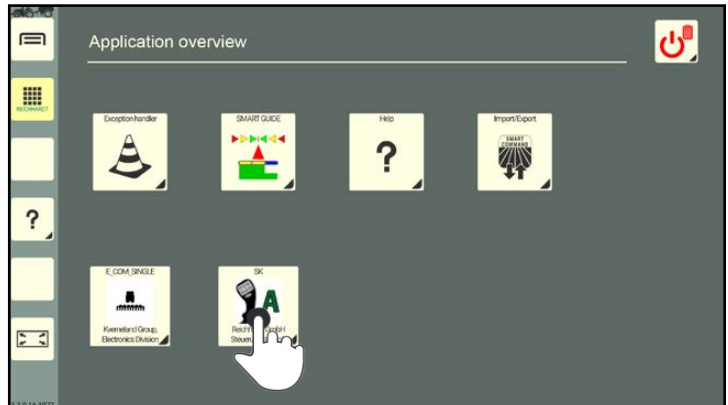 Application overview
REICHHARDT
Exception handler
SMART GUIDE
Help
?
Import/Export
SMART
COMMAND
?
E_COM_SINGLE
Kverneland Group,
Electronics Division
SK
A